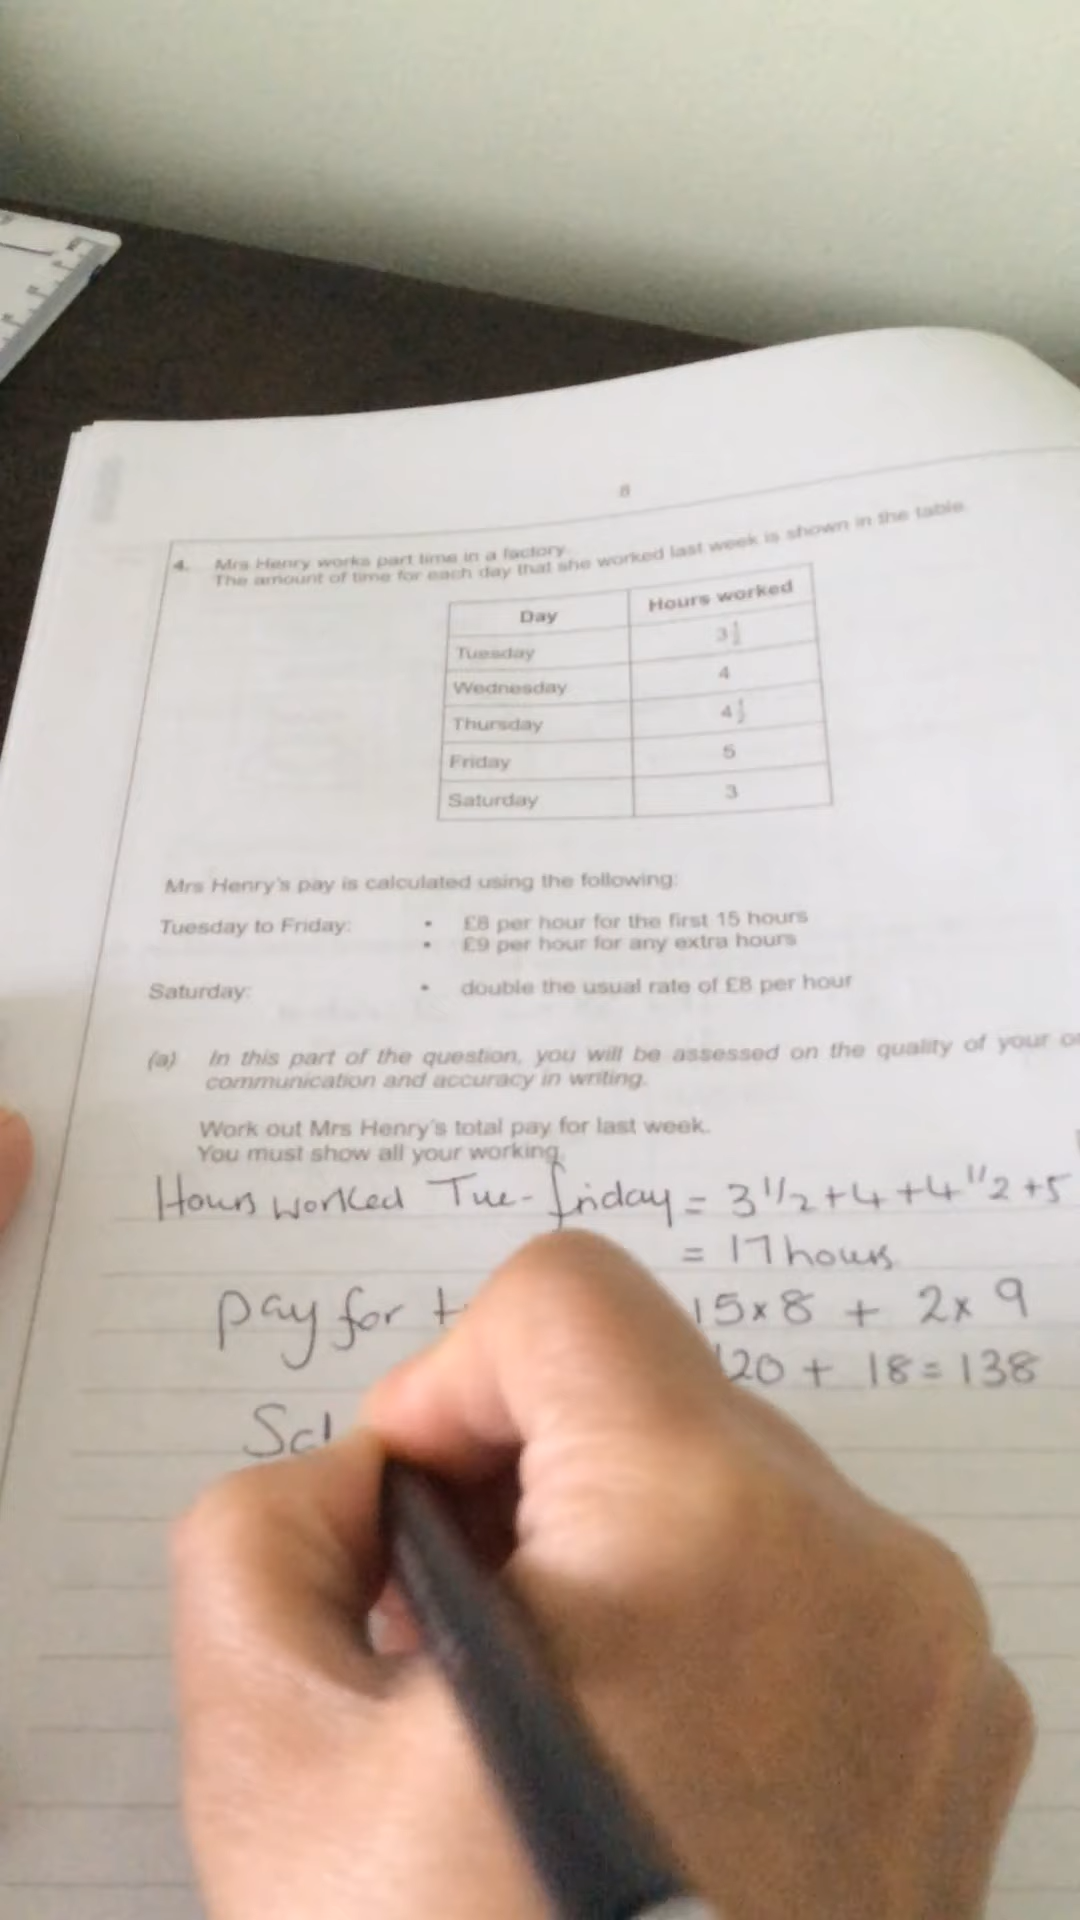 8
4. Mrs Henry works part time in a factory.
The amount of time for each day that she worked last week is shown in the table.
Day Hours worked
Tuesday 3½
Wednesday 4
Thursday 4½
Friday 5
Saturday 3
Mrs Henry's pay is calculated using the following:
Tuesday to Friday: • £8 per hour for the first 15 hours
• £9 per hour for any extra hours
Saturday: • double the usual rate of £8 per hour
(a) In this part of the question, you will be assessed on the quality of your
communication and accuracy in writing.
Work out Mrs Henry's total pay for last week.
You must show all your working.
Hours worked Tue-friday = 3 1/2 + 4 + 4 1/2 + 5
= 17 hours
pay for 15 x 8 + 2 x 9
120 + 18 = 138